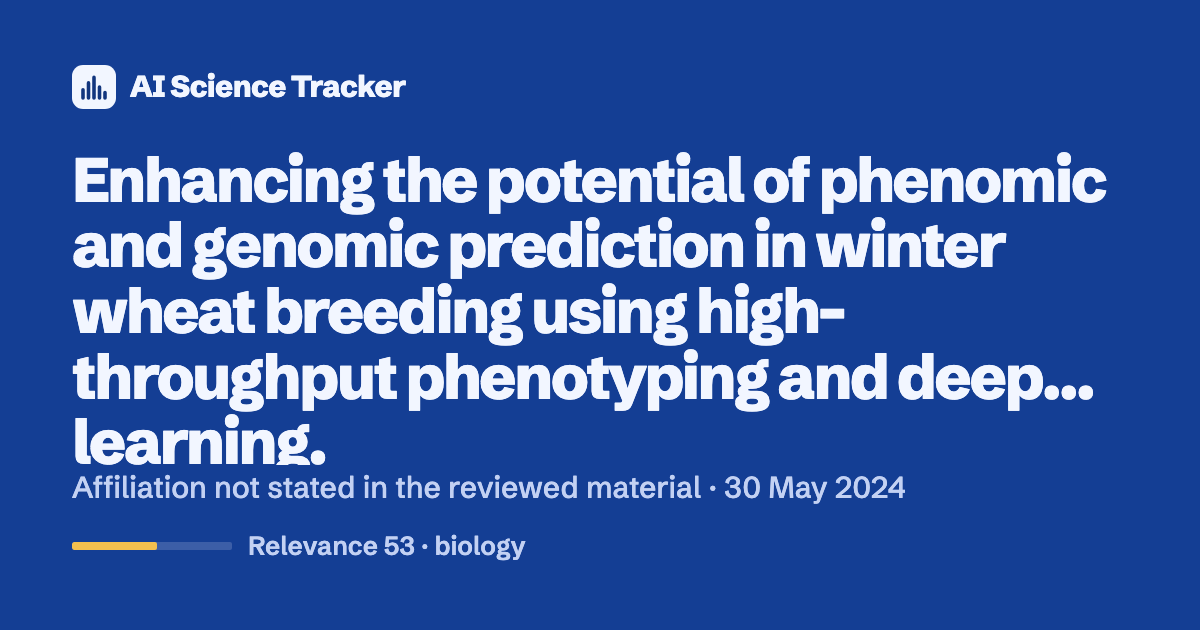 AI Science Tracker
Enhancing the potential of phenomic
and genomic prediction in winter
wheat breeding using high-
throughput phenotyping and deep...
learning.
Affiliation not stated in the reviewed material · 30 May 2024
Relevance 53 · biology